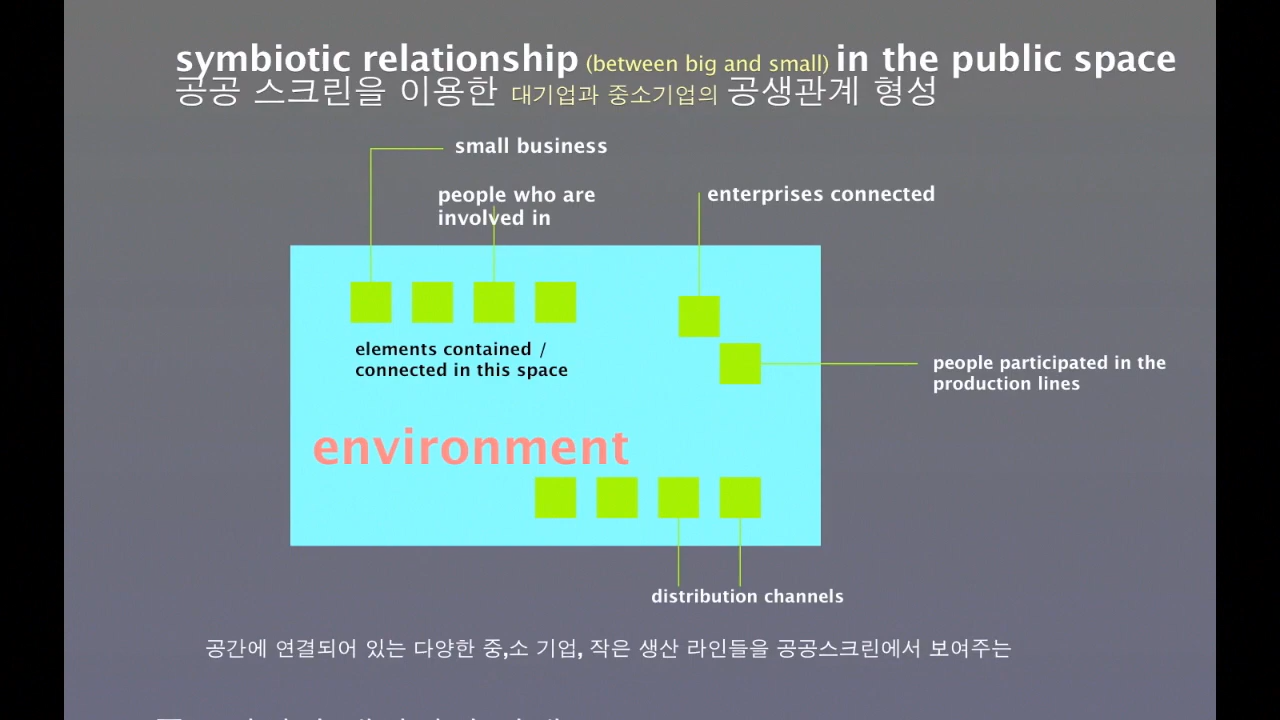 symbiotic relationship (between big and small) in the public space
공공 스크린을 이용한 대기업과 중소기업의 공생관계 형성
small business
people who are
involved in
enterprises connected
elements contained /
connected in this space
people participated in the
production lines
environment
distribution channels
공간에 연결되어 있는 다양한 중,소 기업, 작은 생산 라인들을 공공스크린에서 보여주는